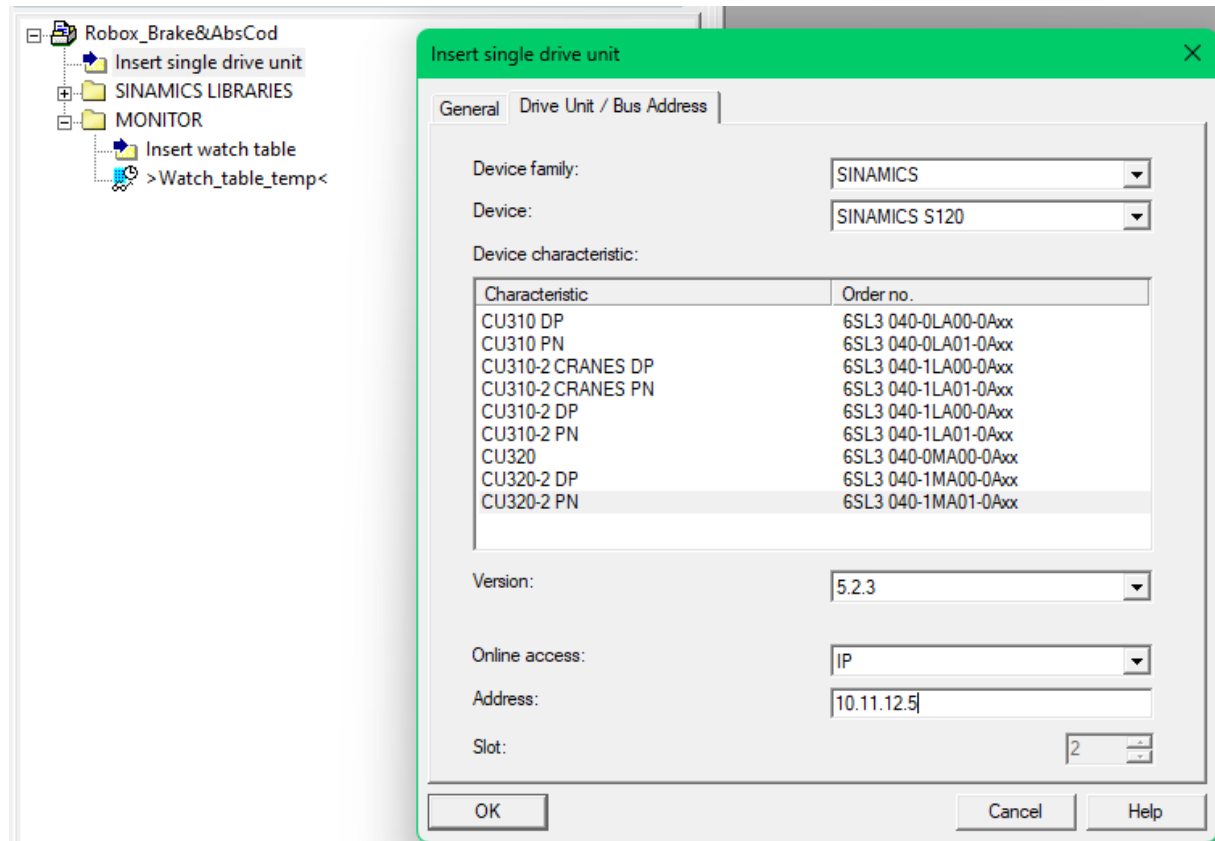 Robox_Brake&AbsCod
Insert single drive unit
SINAMICS LIBRARIES
MONITOR
Insert watch table
>Watch_table_temp<
Insert single drive unit
General Drive Unit / Bus Address
Device family: SINAMICS
Device: SINAMICS S120
Device characteristic:
Characteristic Order no.
CU310 DP 6SL3 040-0LA00-0Axx
CU310 PN 6SL3 040-0LA01-0Axx
CU310-2 CRANES DP 6SL3 040-1LA00-0Axx
CU310-2 CRANES PN 6SL3 040-1LA01-0Axx
CU310-2 DP 6SL3 040-1LA00-0Axx
CU310-2 PN 6SL3 040-1LA01-0Axx
CU320 6SL3 040-0MA00-0Axx
CU320-2 DP 6SL3 040-1MA00-0Axx
CU320-2 PN 6SL3 040-1MA01-0Axx
Version: 5.2.3
Online access: IP
Address: 10.11.12.5
Slot: 2
OK Cancel Help